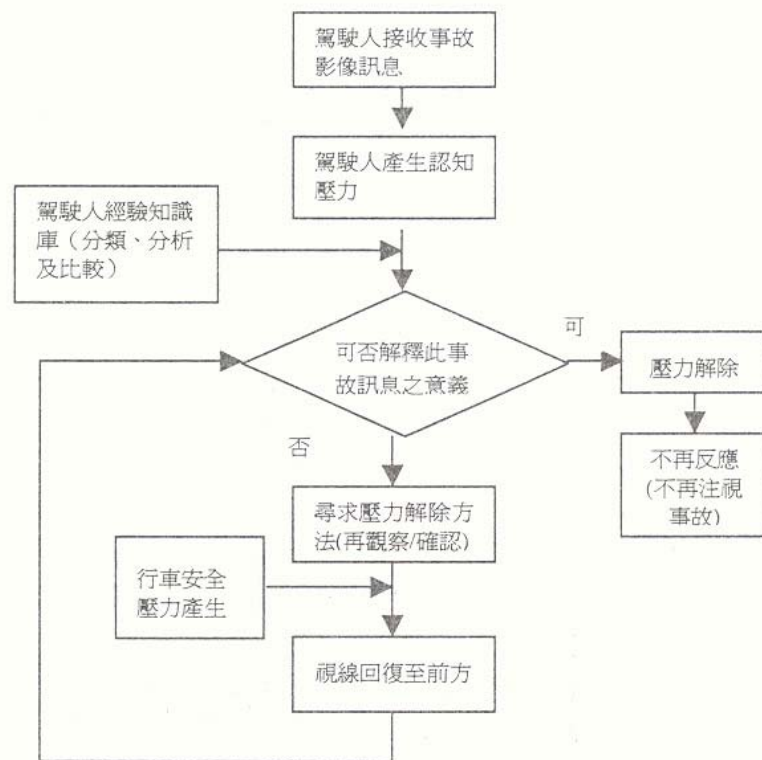 駕駛人接收事故
影像訊息
駕駛人產生認知
壓力
駕駛人經驗知識
庫（分類、分析
及比較）
可否解釋此事
故訊息之意義
可
壓力解除
不再反應
(不再注視
事故)
否
尋求壓力解除方
法(再觀察/確認)
行車安全
壓力產生
視線回復至前方